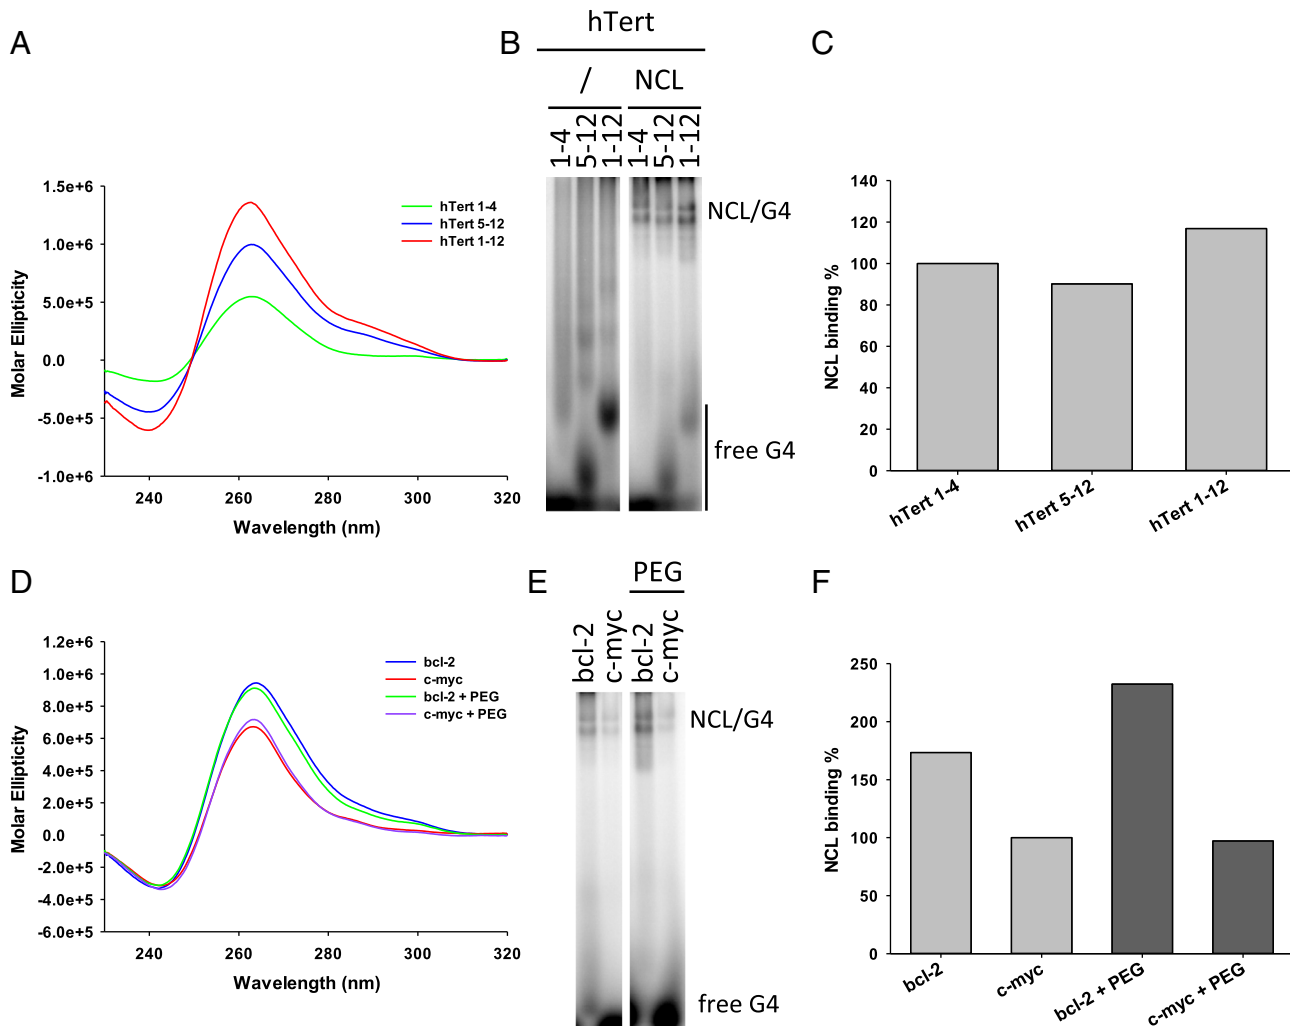 A
1.5e+6
1.0e+6
5.0e+5
0.0
-5.0e+5
-1.0e+6
Molar Ellipticity
240
260
280
300
320
Wavelength (nm)
hTert 1-4
hTert 5-12
hTert 1-12
B
hTert
/
NCL
1-4
5-12
1-12
1-4
5-12
1-12
NCL/G4
free G4
C
140
120
100
80
60
40
20
0
NCL binding %
hTert 1-4
hTert 5-12
hTert 1-12
D
1.2e+6
1.0e+6
8.0e+5
6.0e+5
4.0e+5
2.0e+5
0.0
-2.0e+5
-4.0e+5
-6.0e+5
Molar Ellipticity
240
260
280
300
320
Wavelength (nm)
bcl-2
c-myc
bcl-2 + PEG
c-myc + PEG
E
PEG
bcl-2
c-myc
bcl-2
c-myc
NCL/G4
free G4
F
250
200
150
100
50
0
NCL binding %
bcl-2
c-myc
bcl-2 + PEG
c-myc + PEG